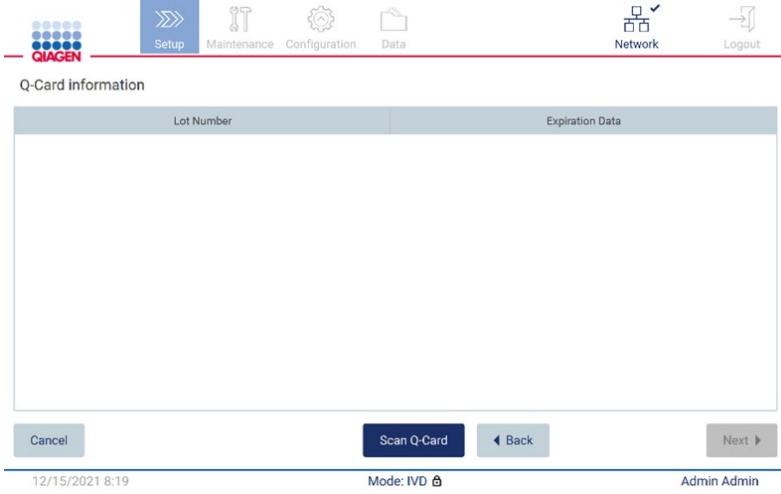 QIAGEN
Setup Maintenance Configuration Data Network Logout
Q-Card information
Lot Number Expiration Data
Cancel Scan Q-Card Back Next
12/15/2021 8:19 Mode: IVD Admin Admin